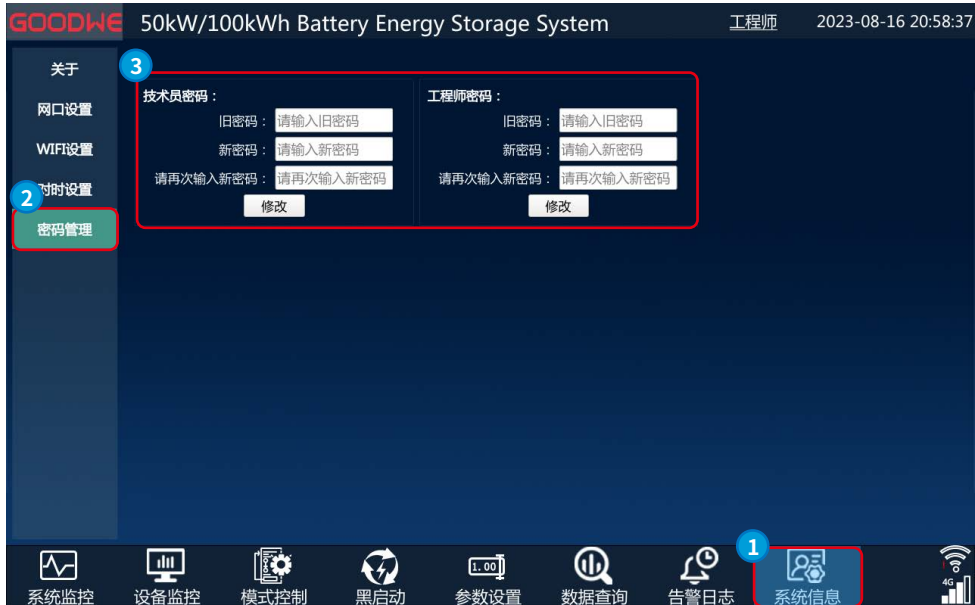 GOODWE 50kW/100kWh Battery Energy Storage System 工程师 2023-08-16 20:58:37
关于
网口设置
WIFI设置
对时设置
密码管理
2
3
技术员密码：
旧密码： 请输入旧密码
新密码： 请输入新密码
请再次输入新密码： 请再次输入新密码
修改
工程师密码：
旧密码： 请输入旧密码
新密码： 请输入新密码
请再次输入新密码： 请再次输入新密码
修改
1
1.00
4G
系统监控 设备监控 模式控制 黑启动 参数设置 数据查询 告警日志 系统信息